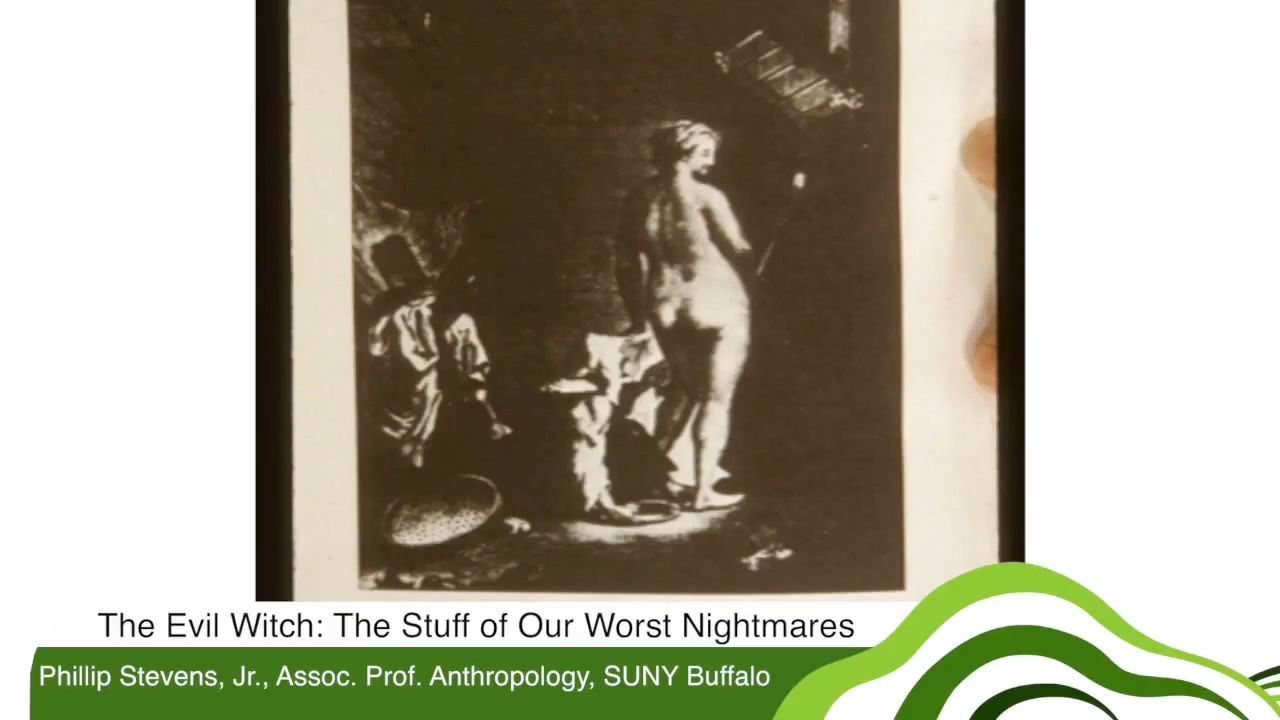 The Evil Witch: The Stuff of Our Worst Nightmares
Phillip Stevens, Jr., Assoc. Prof. Anthropology, SUNY Buffalo